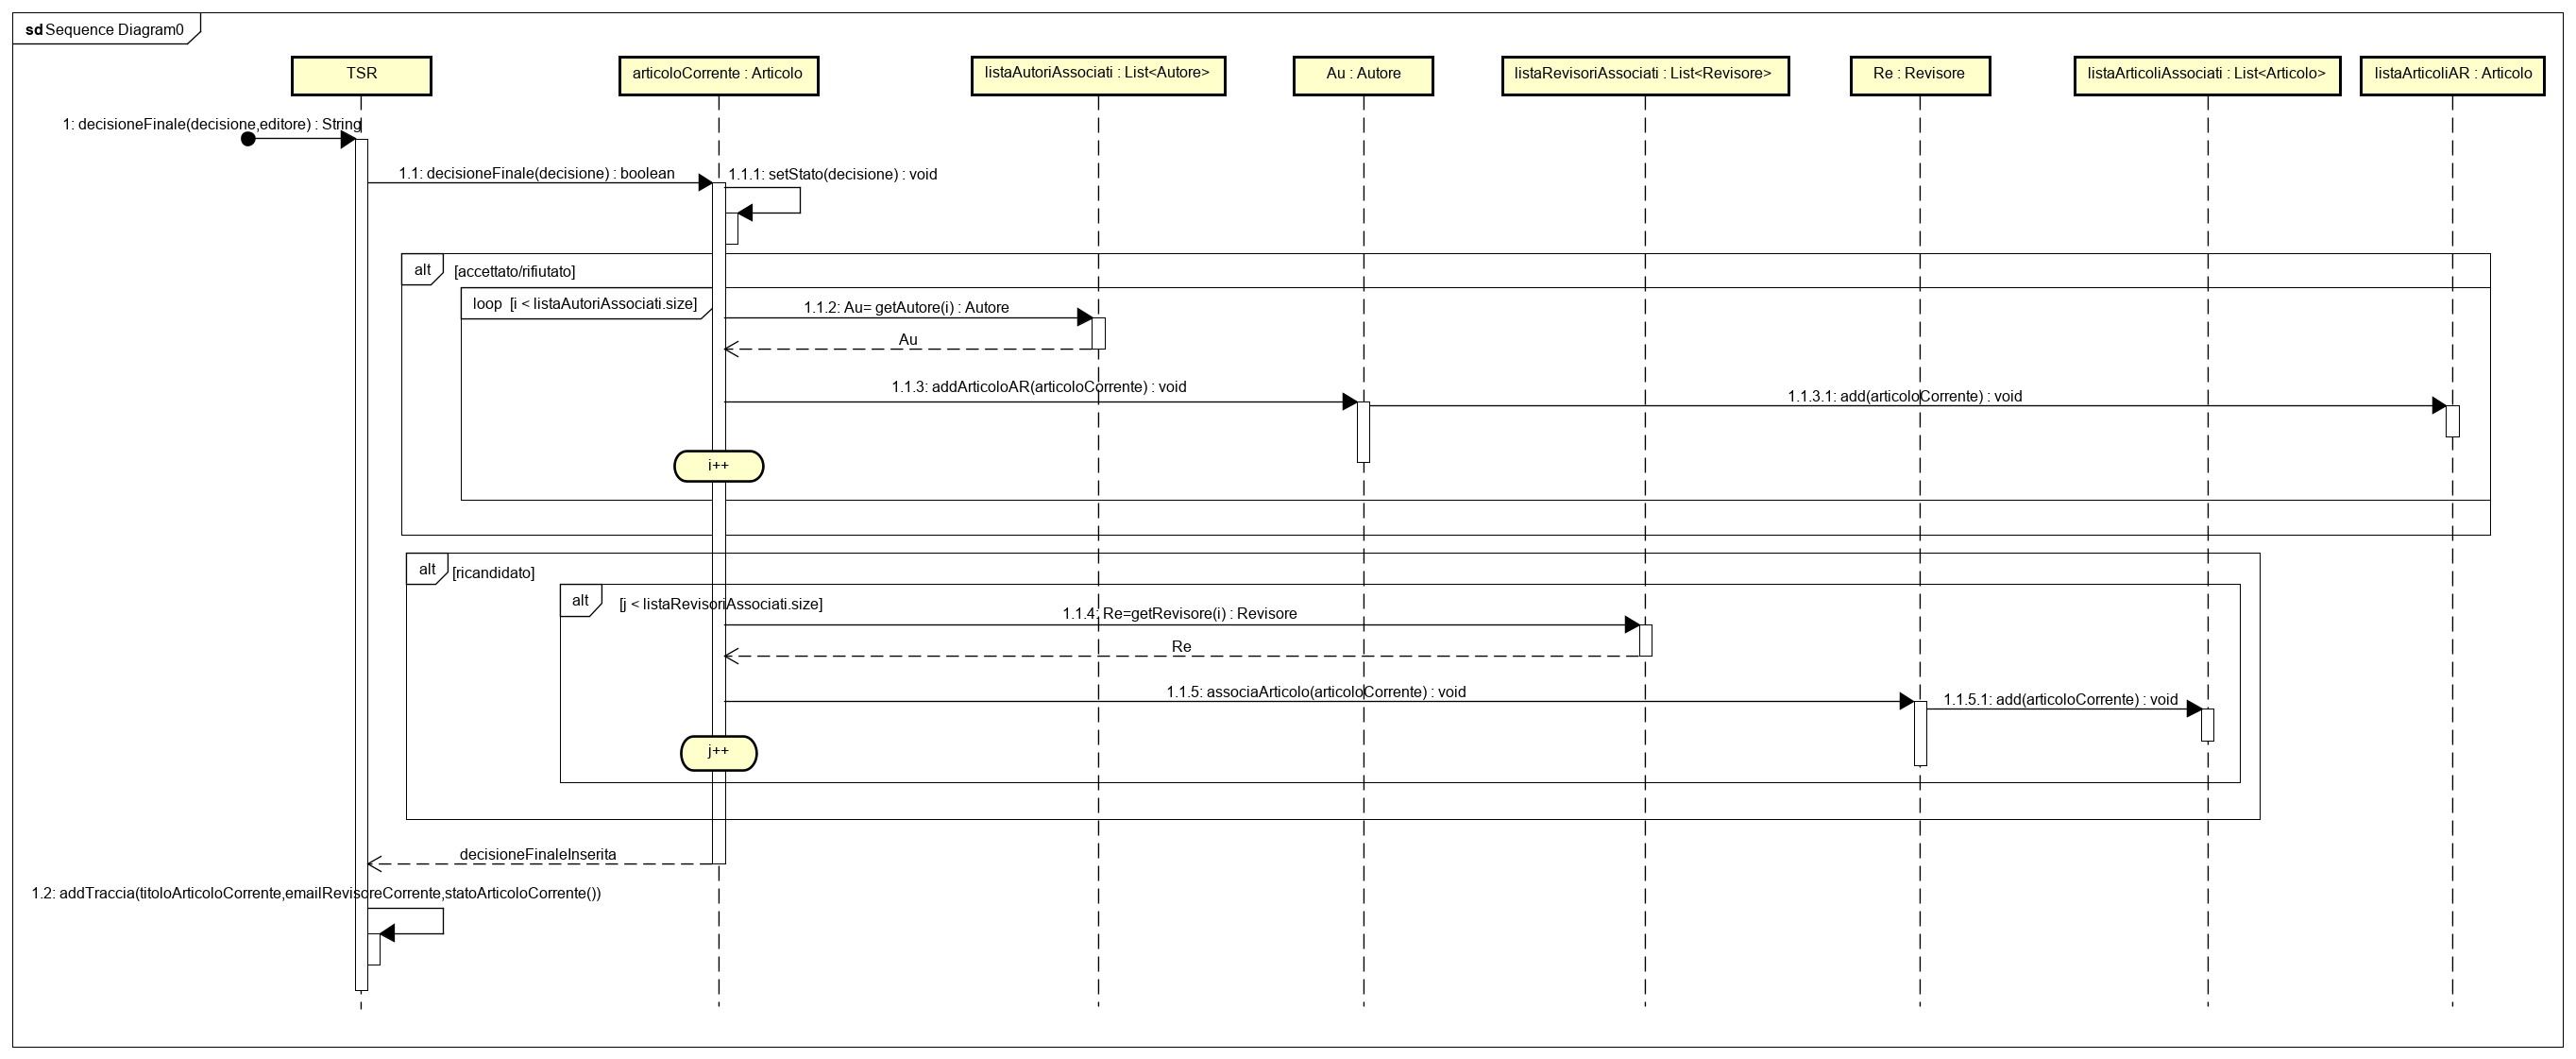 sd Sequence Diagram0
TSR
articoloCorrente : Articolo
listaAutoriAssociati : List<Autore>
Au : Autore
listaRevisoriAssociati : List<Revisore>
Re : Revisore
listaArticoliAssociati : List<Articolo>
listaArticoliAR : Articolo
1: decisioneFinale(decisione,editore) : String
1.1: decisioneFinale(decisione) : boolean
1.1.1: setStato(decisione) : void
alt [accettato/rifiutato]
loop [i < listaAutoriAssociati.size]
1.1.2: Au= getAutore(i) : Autore
Au
1.1.3: addArticoloAR(articoloCorrente) : void
1.1.3.1: add(articoloCorrente) : void
i++
alt [ricandidato]
alt [j < listaRevisoriAssociati.size]
1.1.4: Re=getRevisore(i) : Revisore
Re
1.1.5: associaArticolo(articoloCorrente) : void
1.1.5.1: add(articoloCorrente) : void
j++
decisioneFinaleInserita
1.2: addTraccia(titoloArticoloCorrente,emailRevisoreCorrente,statoArticoloCorrente())